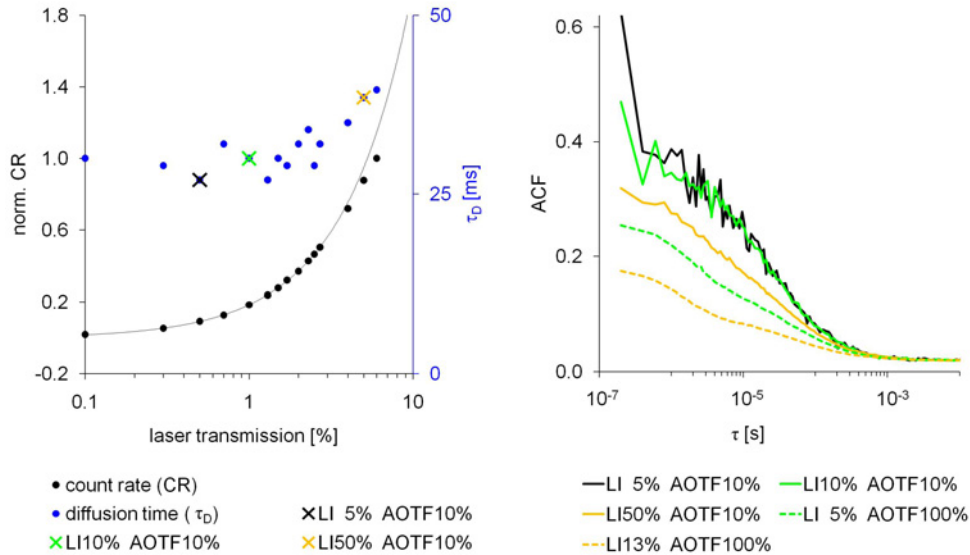 1.8
1.4
1.0
0.6
0.2
-0.2
norm. CR
50
25
0
τD [ms]
0.1
1
10
laser transmission [%]
count rate (CR)
diffusion time ( τD)
LI 5% AOTF10%
LI10% AOTF10%
LI50% AOTF10%
0.6
0.4
0.2
0.0
ACF
10-7
10-5
10-3
τ [s]
LI 5% AOTF10%
LI10% AOTF10%
LI50% AOTF10%
LI 5% AOTF100%
LI13% AOTF100%